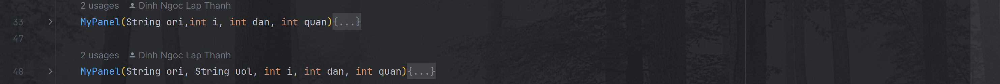 2 usages Dinh Ngoc Lap Thanh
33 MyPanel(String ori,int i, int dan, int quan){...}
47
2 usages Dinh Ngoc Lap Thanh
48 MyPanel(String ori, String uol, int i, int dan, int quan){...}